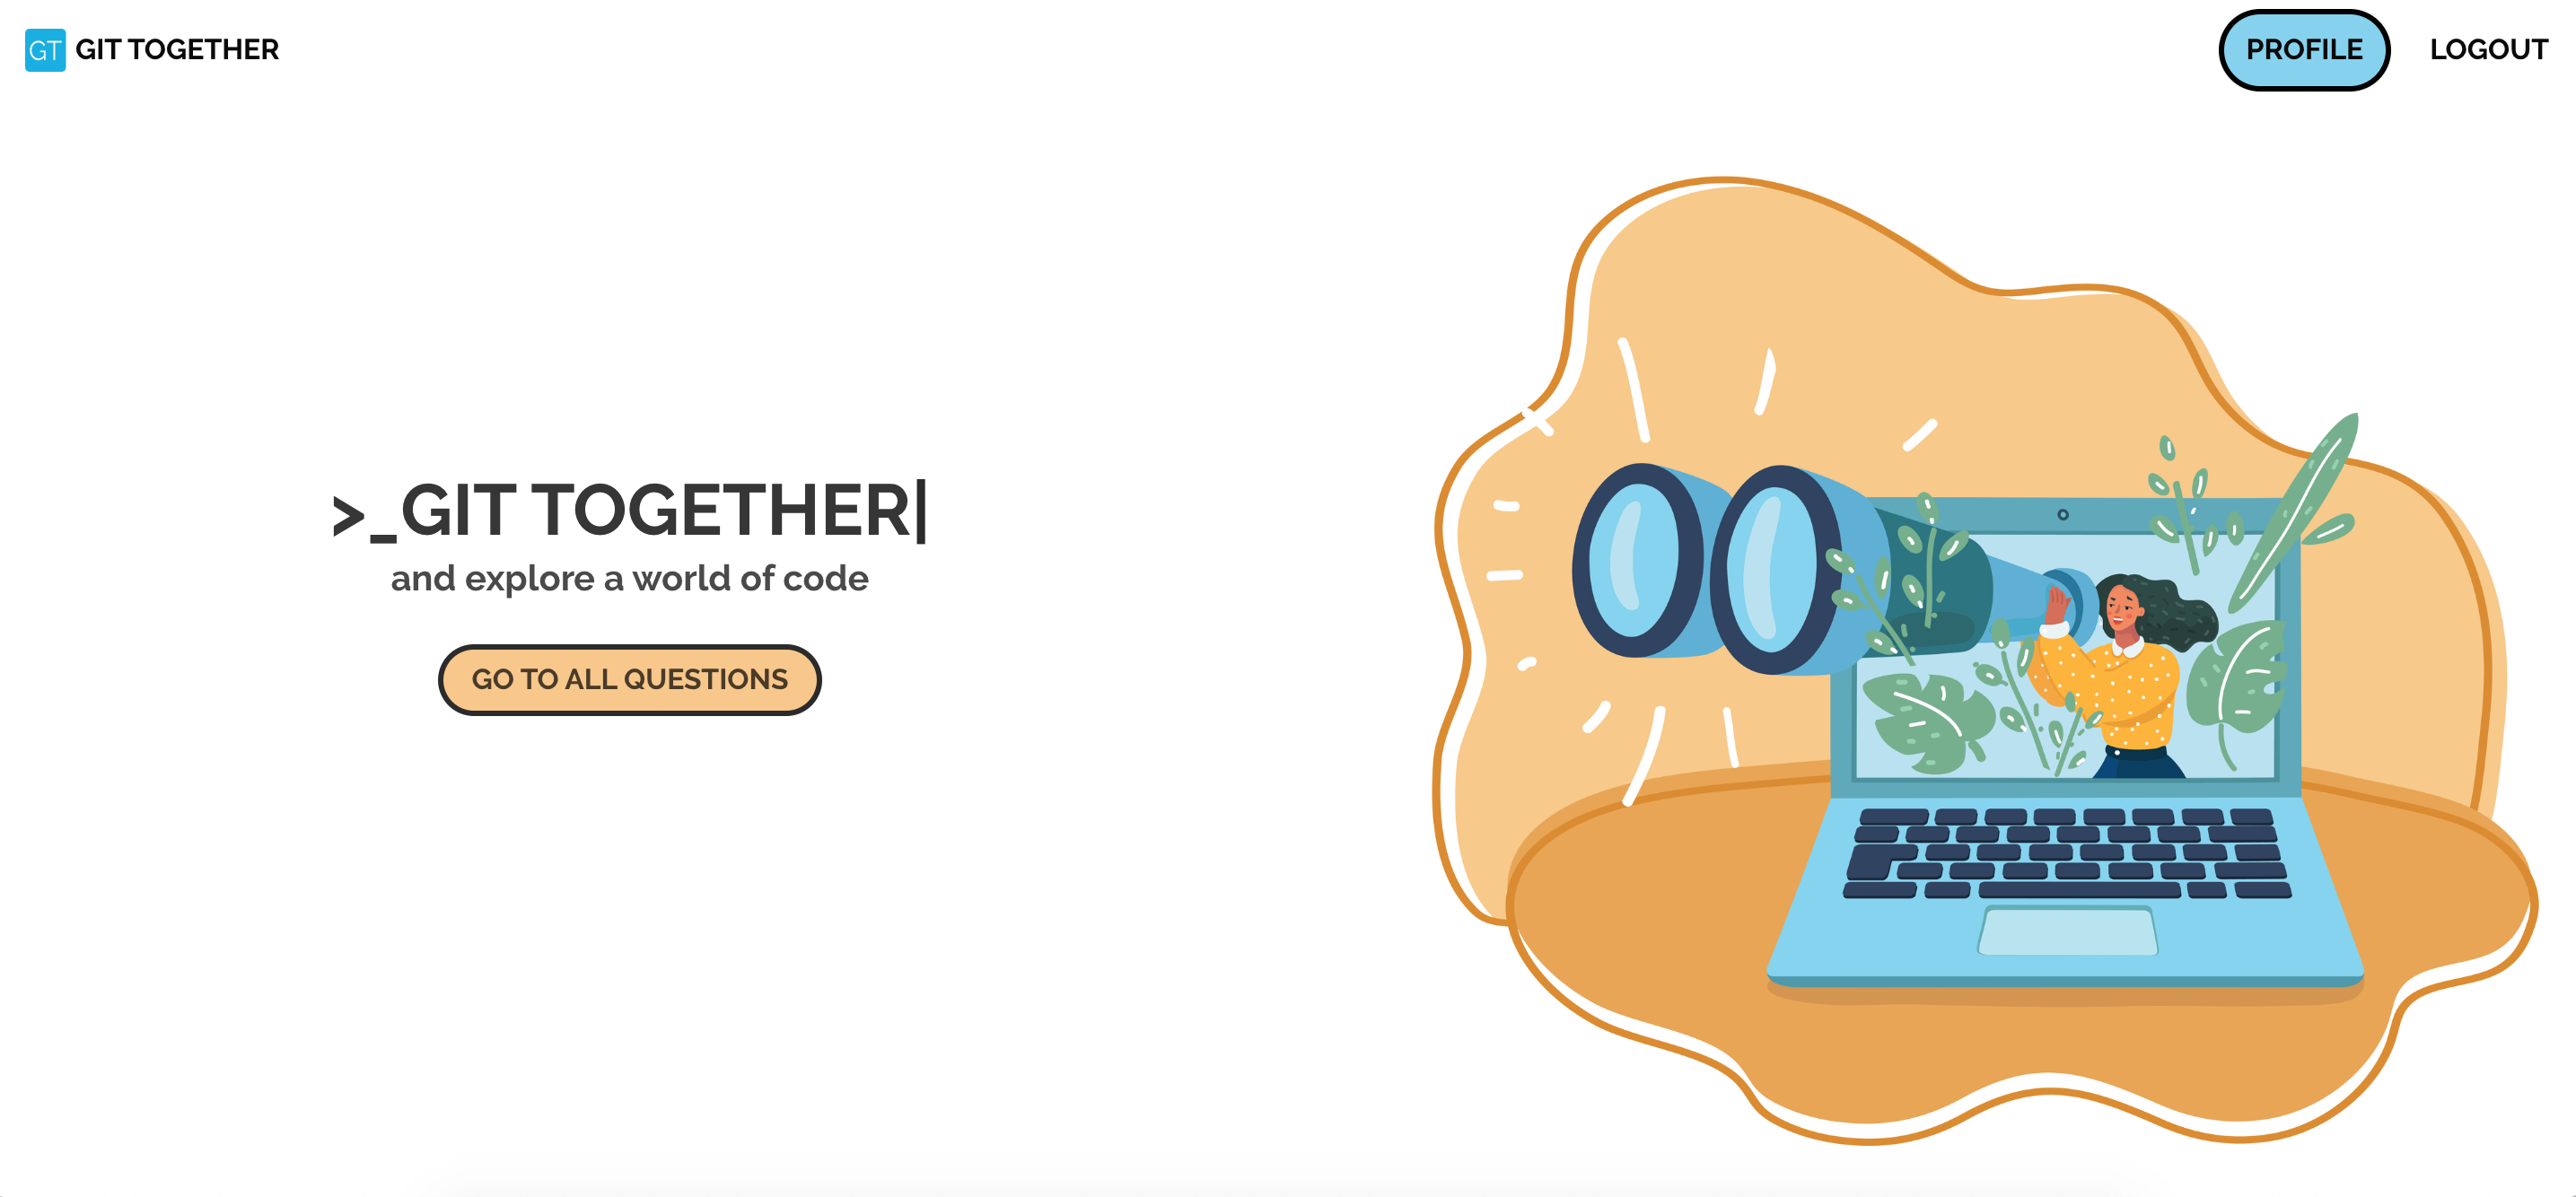 GT GIT TOGETHER
PROFILE
LOGOUT
>_GIT TOGETHER|
and explore a world of code
GO TO ALL QUESTIONS